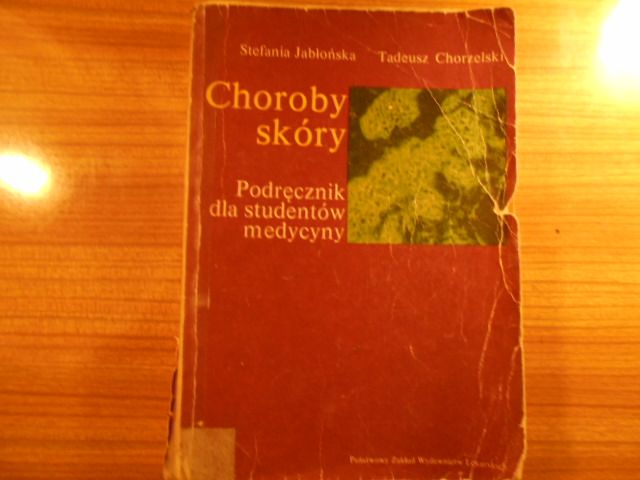 Stefania Jabłońska Tadeusz Chorzelski
Choroby
skóry
Podręcznik
dla studentów
medycyny
Państwowy Zakład Wydawnictw Lekarskich